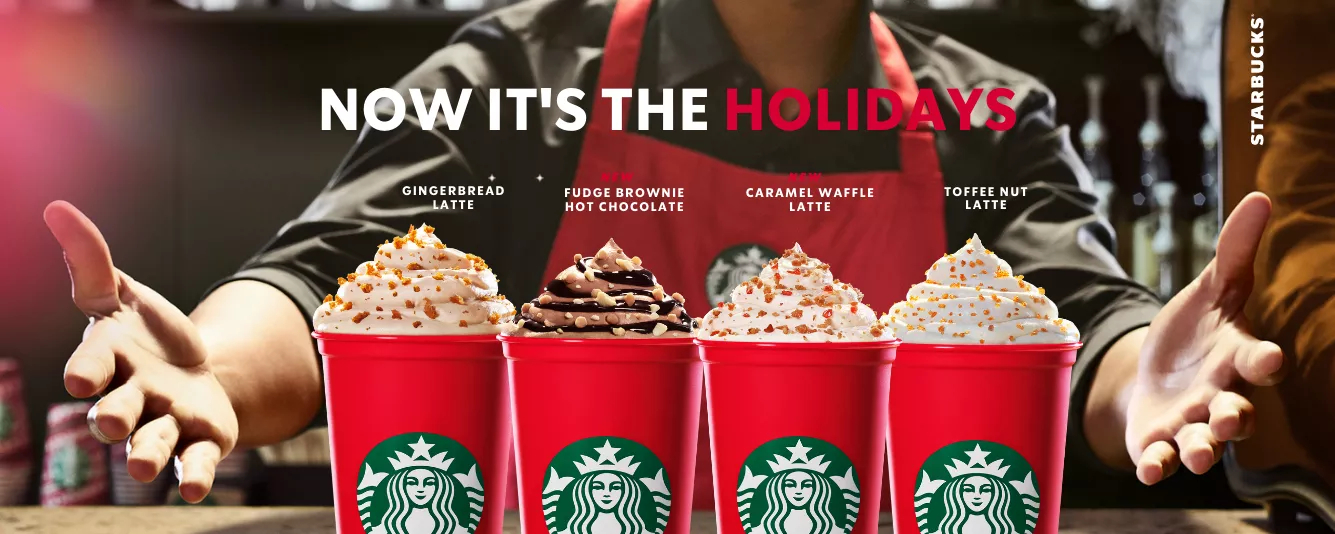 NOW IT'S THE HOLIDAYS
STARBUCKS
GINGERBREAD
LATTE
NEW
FUDGE BROWNIE
HOT CHOCOLATE
NEW
CARAMEL WAFFLE
LATTE
TOFFEE NUT
LATTE